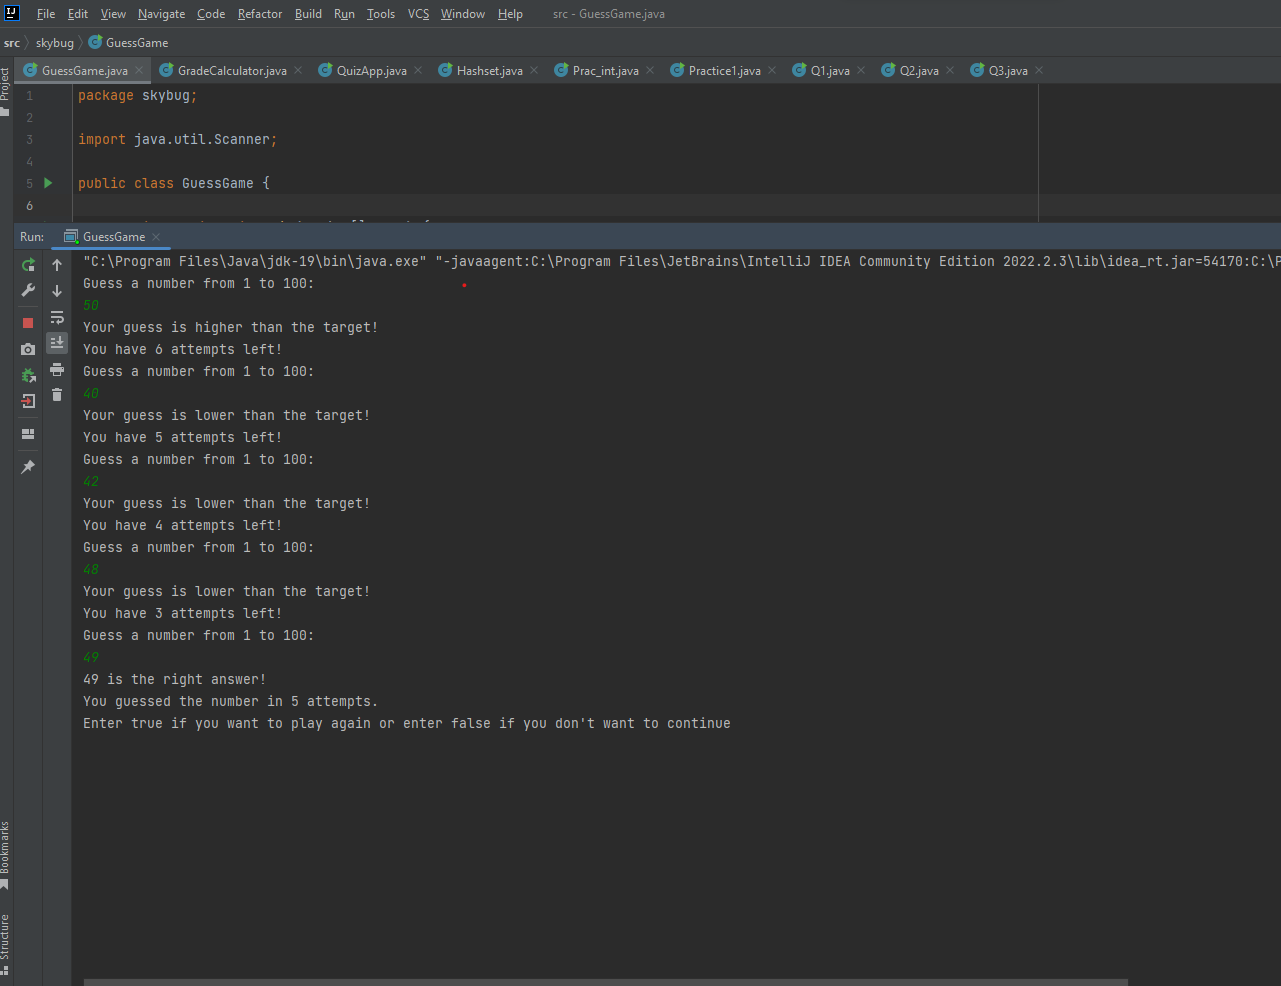 File Edit View Navigate Code Refactor Build Run Tools VCS Window Help src - GuessGame.java
src skybug GuessGame
GuessGame.java GradeCalculator.java QuizApp.java Hashset.java Prac_int.java Practice1.java Q1.java Q2.java Q3.java
Project
1 package skybug;
2
3 import java.util.Scanner;
4
5 public class GuessGame {
6
Run: GuessGame
"C:\Program Files\Java\jdk-19\bin\java.exe" "-javaagent:C:\Program Files\JetBrains\IntelliJ IDEA Community Edition 2022.2.3\lib\idea_rt.jar=54170:C:\P
Guess a number from 1 to 100:
50
Your guess is higher than the target!
You have 6 attempts left!
Guess a number from 1 to 100:
40
Your guess is lower than the target!
You have 5 attempts left!
Guess a number from 1 to 100:
42
Your guess is lower than the target!
You have 4 attempts left!
Guess a number from 1 to 100:
48
Your guess is lower than the target!
You have 3 attempts left!
Guess a number from 1 to 100:
49
49 is the right answer!
You guessed the number in 5 attempts.
Enter true if you want to play again or enter false if you don't want to continue
Bookmarks
Structure